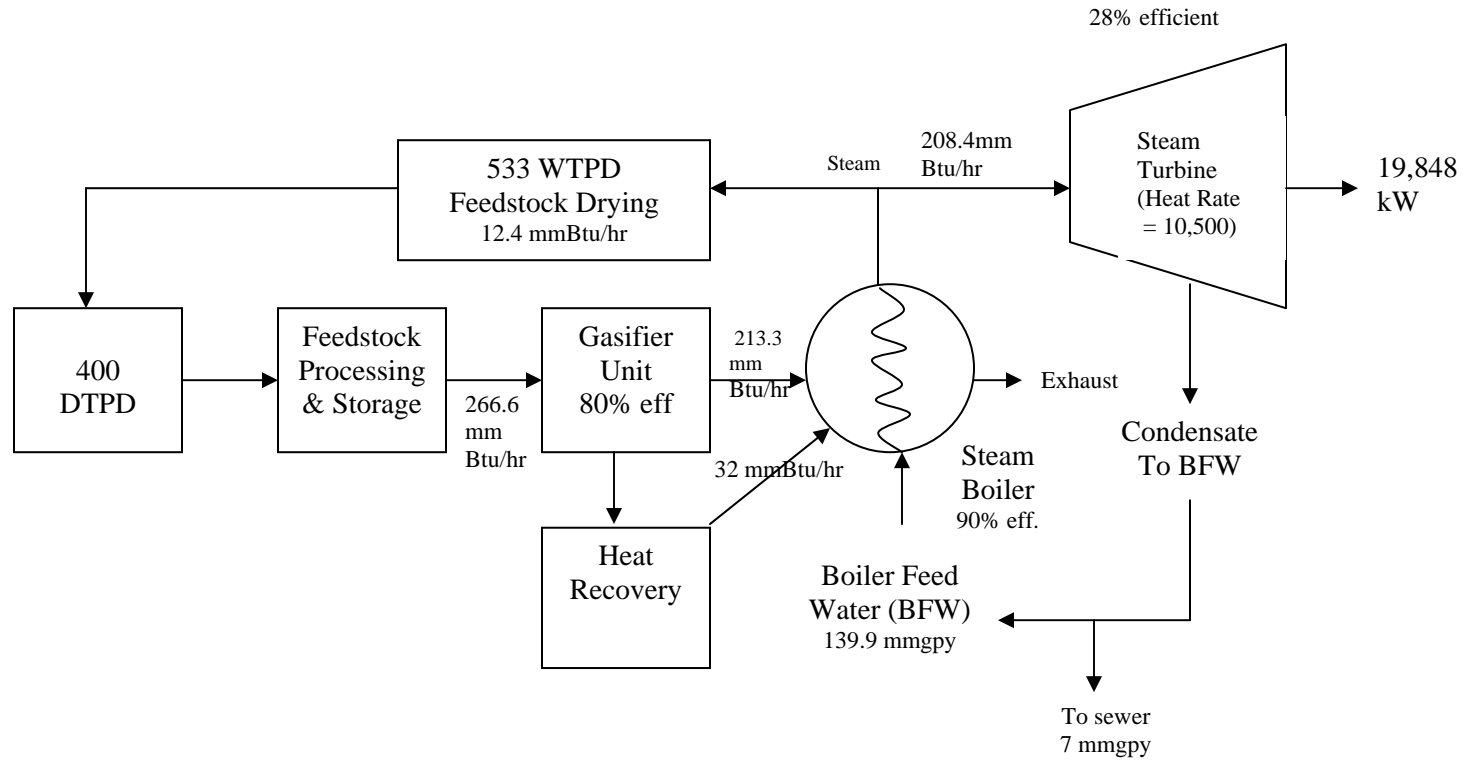 28% efficient
533 WTPD
Feedstock Drying
12.4 mmBtu/hr
Steam
208.4mm
Btu/hr
Steam
Turbine
(Heat Rate
= 10,500)
19,848
kW
400
DTPD
Feedstock
Processing
& Storage
266.6
mm
Btu/hr
Gasifier
Unit
80% eff
213.3
mm
Btu/hr
Exhaust
32 mmBtu/hr
Steam
Boiler
90% eff.
Condensate
To BFW
Heat
Recovery
Boiler Feed
Water (BFW)
139.9 mmgpy
To sewer
7 mmgpy